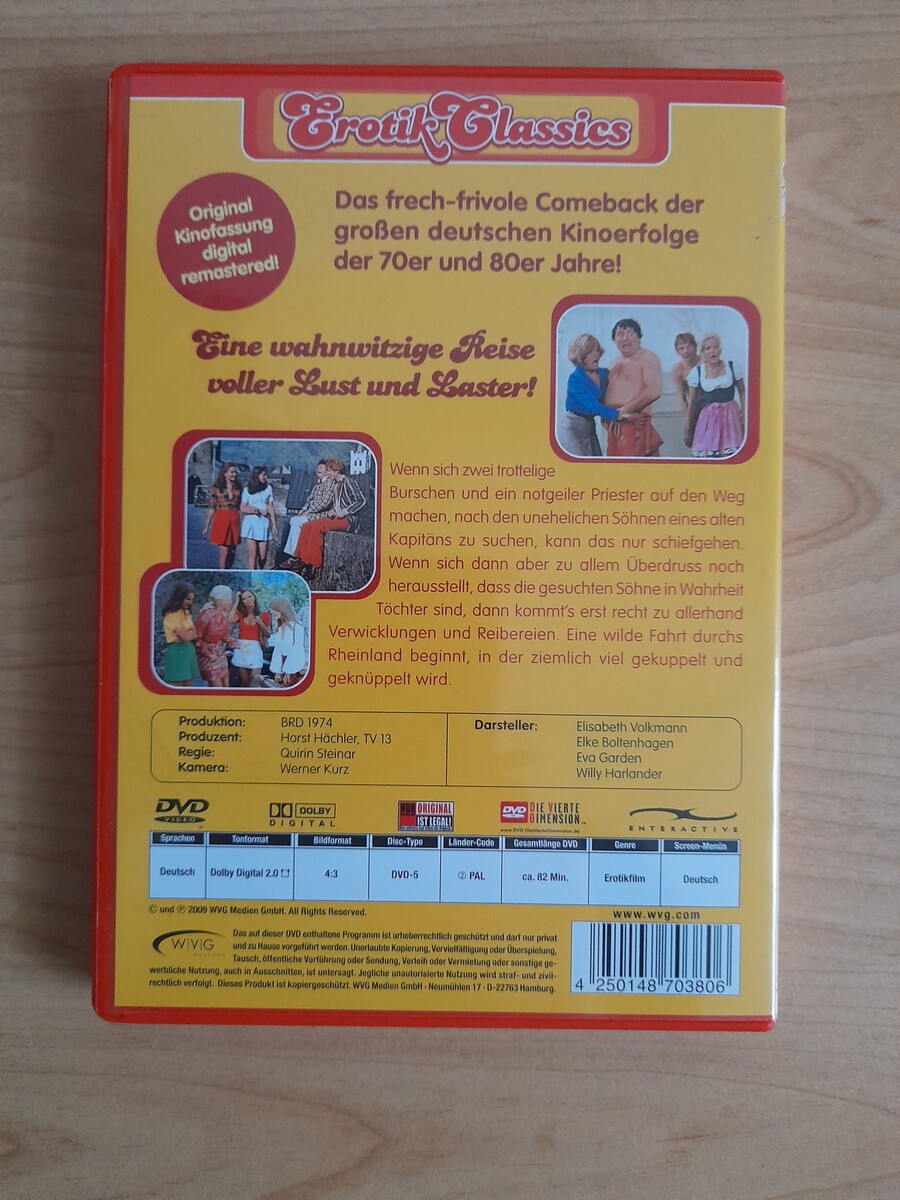 Erotik Classics
Original
Kinofassung
digital
remastered!
Das frech-frivole Comeback der
großen deutschen Kinoerfolge
der 70er und 80er Jahre!
Eine wahnwitzige Reise
voller Lust und Laster!
Wenn sich zwei trottelige
Burschen und ein notgeiler Priester auf den Weg
machen, nach den unehelichen Söhnen eines alten
Kapitäns zu suchen, kann das nur schiefgehen.
Wenn sich dann aber zu allem Überdruss noch
herausstellt, dass die gesuchten Söhne in Wahrheit
Töchter sind, dann kommt's erst recht zu allerhand
Verwicklungen und Reibereien. Eine wilde Fahrt durchs
Rheinland beginnt, in der ziemlich viel gekuppelt und
geknüppelt wird.
Produktion: BRD 1974
Produzent: Horst Hächler, TV 13
Regie: Quirin Steinar
Kamera: Werner Kurz
Darsteller: Elisabeth Volkmann
Elke Boltenhagen
Eva Garden
Willy Harlander
DVD
VIDEO
DOLBY
DIGITAL
NUR ORIGINAL
IST LEGAL!
DVD DIE VIERTE
DIMENSION
www.DVD-DieVierteDimension.de
INTERACTIVE
Sprachen Tonformat Bildformat Disc-Type Länder-Code Gesamtlänge DVD Genre Screen-Menüs
Deutsch Dolby Digital 2.0 4:3 DVD-5 2 PAL ca. 82 Min. Erotikfilm Deutsch
© und ℗ 2009 WVG Medien GmbH. All Rights Reserved.
www.wvg.com
WVG
Das auf dieser DVD enthaltene Programm ist urheberrechtlich geschützt und darf nur privat
und zu Hause vorgeführt werden. Unerlaubte Kopierung, Vervielfältigung oder Überspielung,
Tausch, öffentliche Vorführung oder Sendung, Verleih oder Vermietung oder sonstige ge-
werbliche Nutzung, auch in Ausschnitten, ist untersagt. Jegliche unautorisierte Nutzung wird straf- und zivil-
rechtlich verfolgt. Dieses Produkt ist kopiergeschützt. WVG Medien GmbH · Neumühlen 17 · D-22763 Hamburg.
4 250148 703806